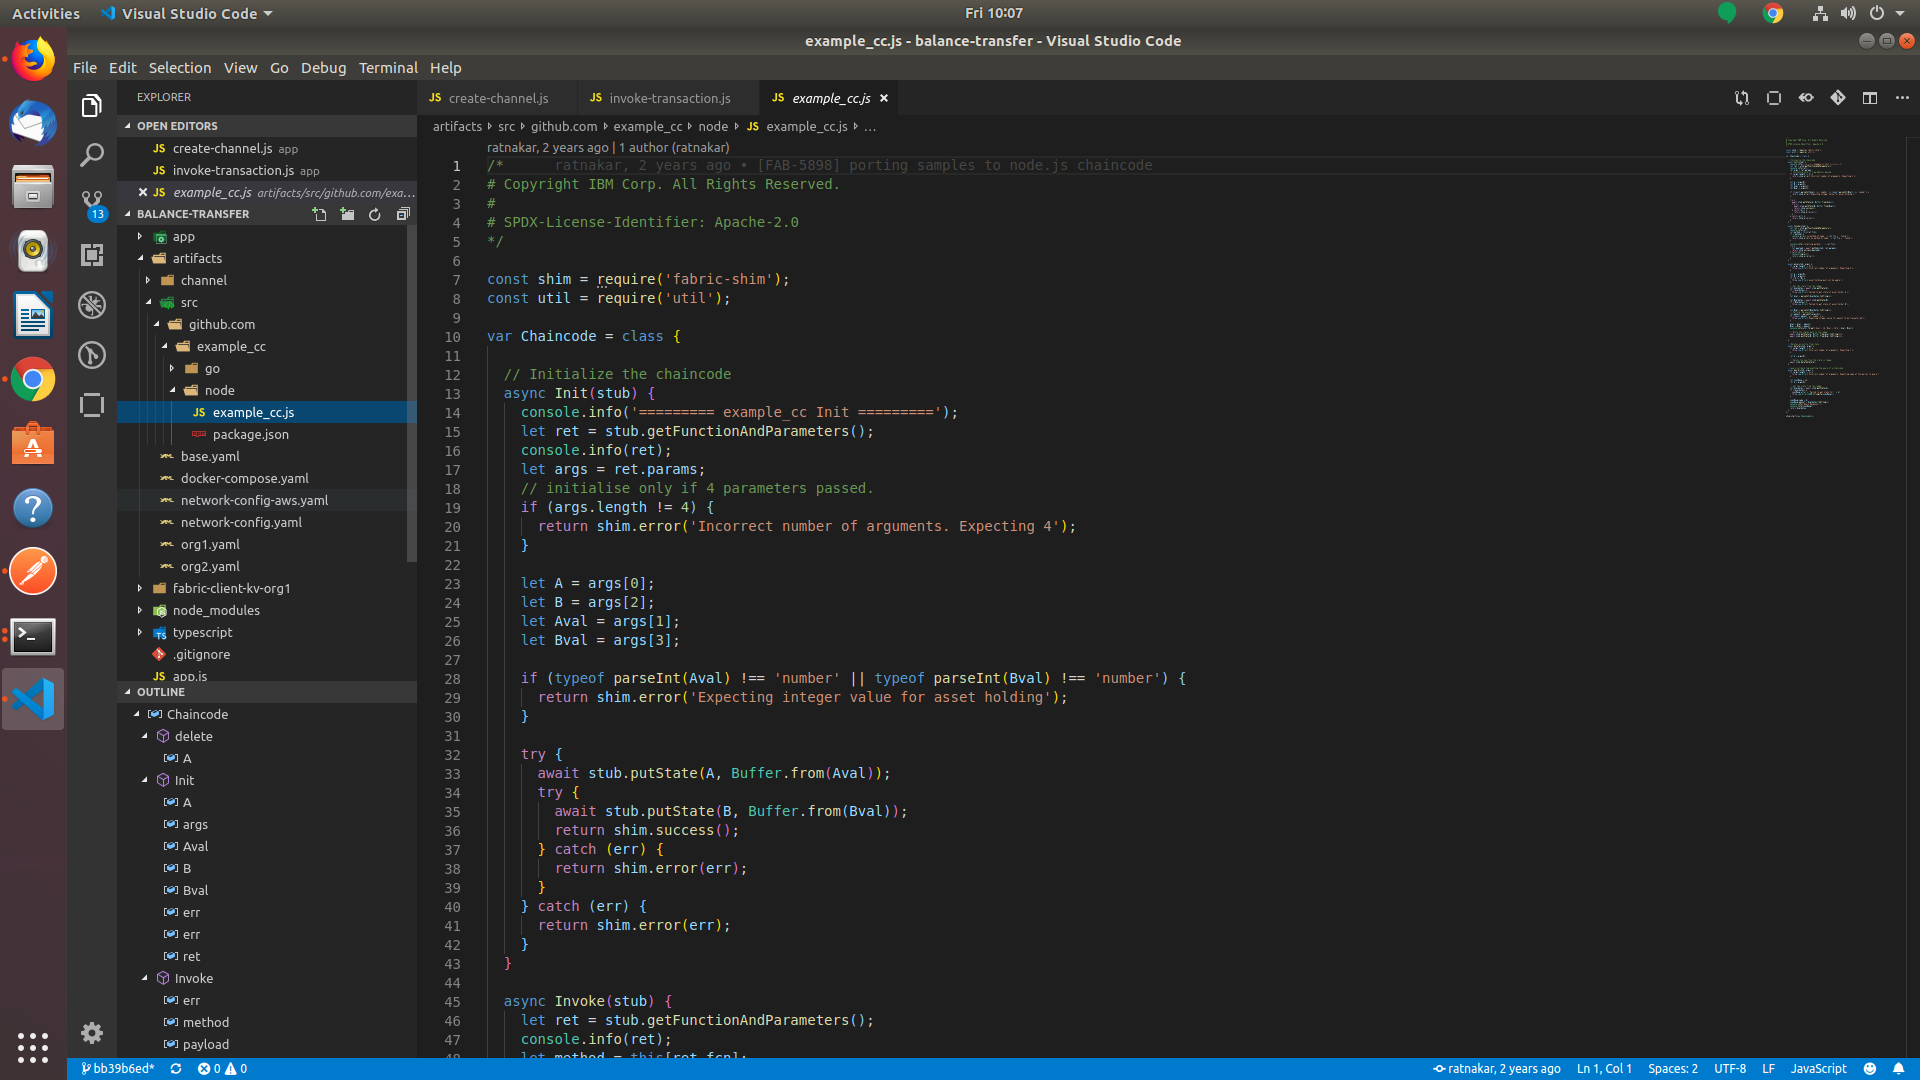 Activities
Visual Studio Code
Fri 10:07
example_cc.js - balance-transfer - Visual Studio Code
File Edit Selection View Go Debug Terminal Help
EXPLORER
OPEN EDITORS
JS create-channel.js app
JS invoke-transaction.js app
JS example_cc.js artifacts/src/github.com/exa...
13
BALANCE-TRANSFER
app
artifacts
channel
src
github.com
example_cc
go
node
JS example_cc.js
package.json
base.yaml
docker-compose.yaml
network-config-aws.yaml
network-config.yaml
org1.yaml
org2.yaml
fabric-client-kv-org1
node_modules
TS typescript
.gitignore
JS app.js
OUTLINE
Chaincode
delete
A
Init
A
args
Aval
B
Bval
err
err
ret
Invoke
err
method
payload
JS create-channel.js JS invoke-transaction.js JS example_cc.js
artifacts src github.com example_cc node JS example_cc.js ...
ratnakar, 2 years ago | 1 author (ratnakar)
1 /* ratnakar, 2 years ago • [FAB-5898] porting samples to node.js chaincode
2 # Copyright IBM Corp. All Rights Reserved.
3 #
4 # SPDX-License-Identifier: Apache-2.0
5 */
6
7 const shim = require('fabric-shim');
8 const util = require('util');
9
10 var Chaincode = class {
11
12 // Initialize the chaincode
13 async Init(stub) {
14 console.info('========= example_cc Init =========');
15 let ret = stub.getFunctionAndParameters();
16 console.info(ret);
17 let args = ret.params;
18 // initialise only if 4 parameters passed.
19 if (args.length != 4) {
20 return shim.error('Incorrect number of arguments. Expecting 4');
21 }
22
23 let A = args[0];
24 let B = args[2];
25 let Aval = args[1];
26 let Bval = args[3];
27
28 if (typeof parseInt(Aval) !== 'number' || typeof parseInt(Bval) !== 'number') {
29 return shim.error('Expecting integer value for asset holding');
30 }
31
32 try {
33 await stub.putState(A, Buffer.from(Aval));
34 try {
35 await stub.putState(B, Buffer.from(Bval));
36 return shim.success();
37 } catch (err) {
38 return shim.error(err);
39 }
40 } catch (err) {
41 return shim.error(err);
42 }
43 }
44
45 async Invoke(stub) {
46 let ret = stub.getFunctionAndParameters();
47 console.info(ret);
48 let method = this[ret.fcn];
bb39b6ed* 0 0
ratnakar, 2 years ago Ln 1, Col 1 Spaces: 2 UTF-8 LF JavaScript